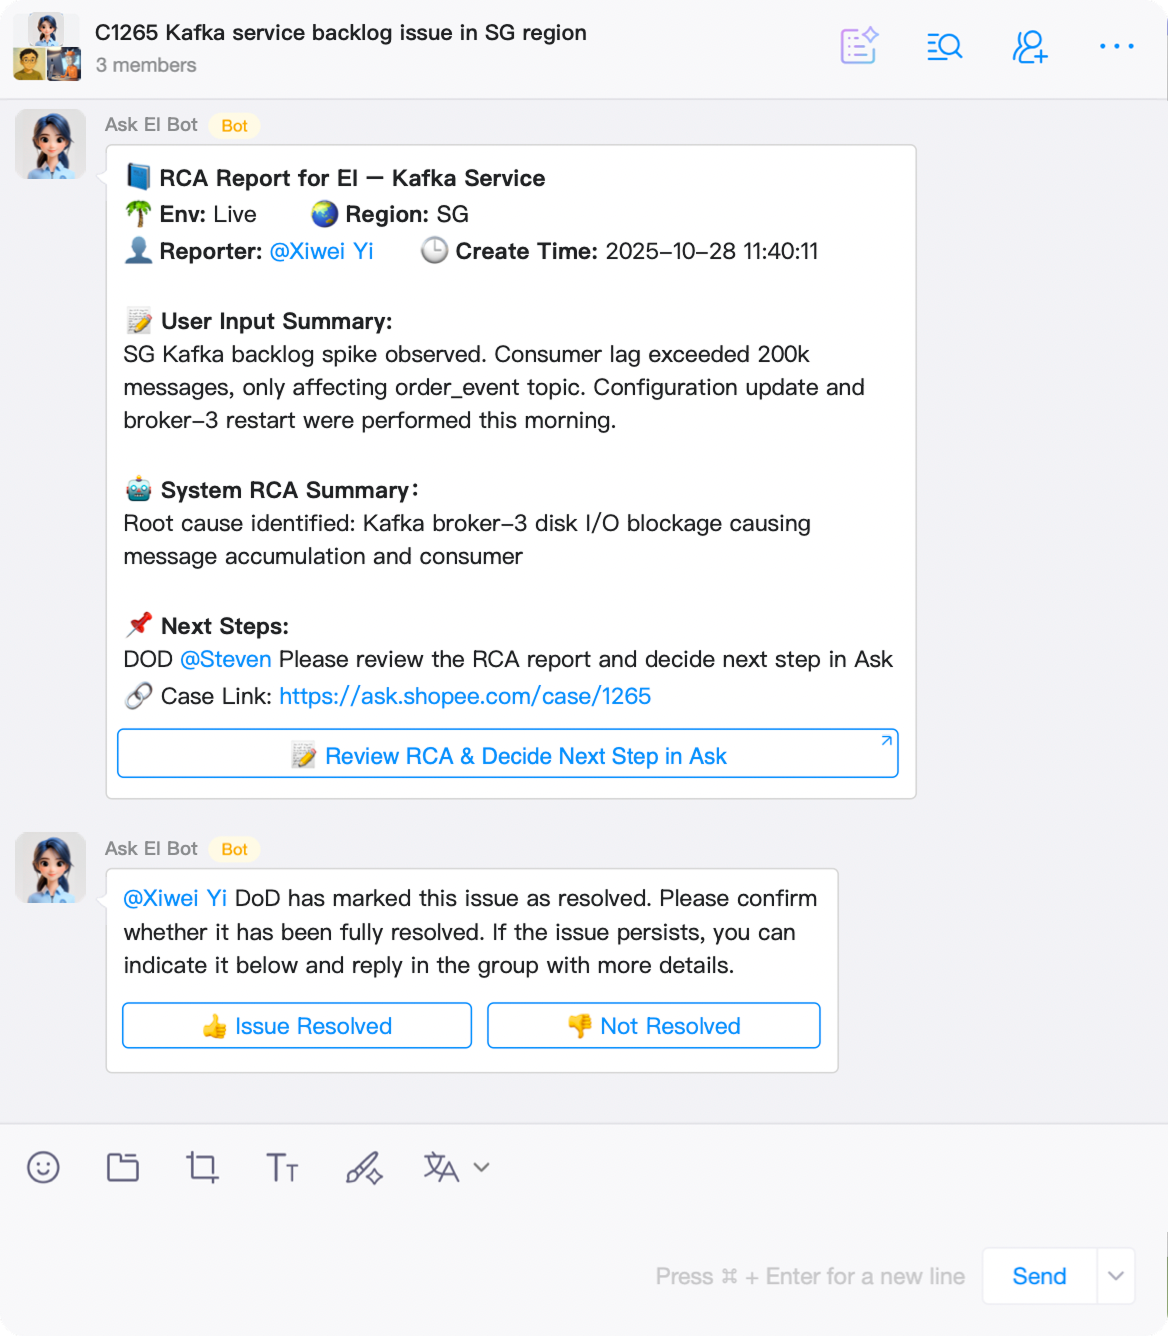 C1265 Kafka service backlog issue in SG region
3 members
Ask EI Bot Bot
RCA Report for EI — Kafka Service
Env: Live Region: SG
Reporter: @Xiwei Yi Create Time: 2025-10-28 11:40:11
User Input Summary:
SG Kafka backlog spike observed. Consumer lag exceeded 200k
messages, only affecting order_event topic. Configuration update and
broker-3 restart were performed this morning.
System RCA Summary：
Root cause identified: Kafka broker-3 disk I/O blockage causing
message accumulation and consumer
Next Steps:
DOD @Steven Please review the RCA report and decide next step in Ask
Case Link: https://ask.shopee.com/case/1265
Review RCA & Decide Next Step in Ask
Ask EI Bot Bot
@Xiwei Yi DoD has marked this issue as resolved. Please confirm
whether it has been fully resolved. If the issue persists, you can
indicate it below and reply in the group with more details.
Issue Resolved Not Resolved
Press ⌘ + Enter for a new line Send